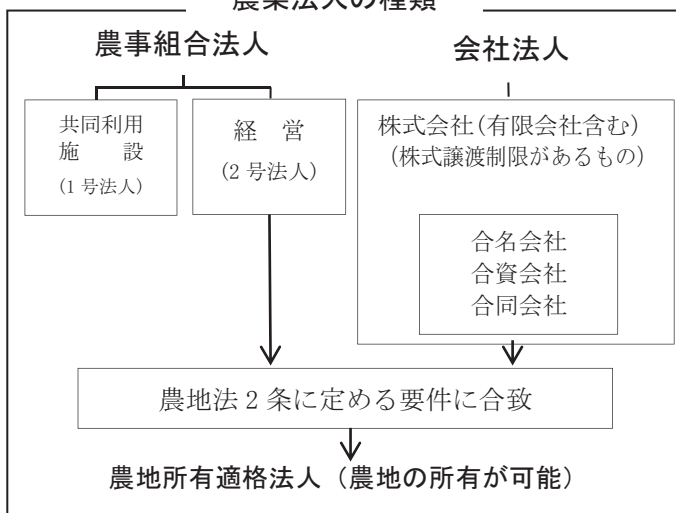 農業法人の種類
農事組合法人
会社法人
共同利用
施　設
(1号法人)
経　営
(2号法人)
株式会社(有限会社含む)
(株式譲渡制限があるもの)
合名会社
合資会社
合同会社
農地法2条に定める要件に合致
農地所有適格法人（農地の所有が可能）